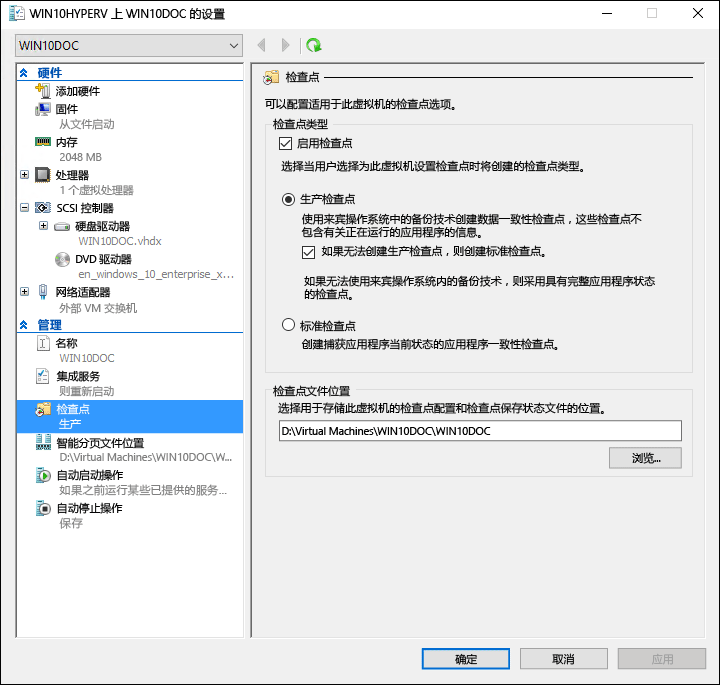 WIN10HYPERV 上 WIN10DOC 的设置
WIN10DOC
硬件
添加硬件
固件
从文件启动
内存
2048 MB
处理器
1 个虚拟处理器
SCSI 控制器
硬盘驱动器
WIN10DOC.vhdx
DVD 驱动器
en_windows_10_enterprise_x...
网络适配器
外部 VM 交换机
管理
名称
WIN10DOC
集成服务
则重新启动
检查点
生产
智能分页文件位置
D:\Virtual Machines\WIN10DOC\W...
自动启动操作
如果之前运行某些已提供的服务...
自动停止操作
保存
检查点
可以配置适用于此虚拟机的检查点选项。
检查点类型
启用检查点
选择当用户选择为此虚拟机设置检查点时将创建的检查点类型。
生产检查点
使用来宾操作系统中的备份技术创建数据一致性检查点，这些检查点不
包含有关正在运行的应用程序的信息。
如果无法创建生产检查点，则创建标准检查点。
如果无法使用来宾操作系统内的备份技术，则采用具有完整应用程序状态
的检查点。
标准检查点
创建捕获应用程序当前状态的应用程序一致性检查点。
检查点文件位置
选择用于存储此虚拟机的检查点配置和检查点保存状态文件的位置。
D:\Virtual Machines\WIN10DOC\WIN10DOC
浏览...
确定
取消
应用